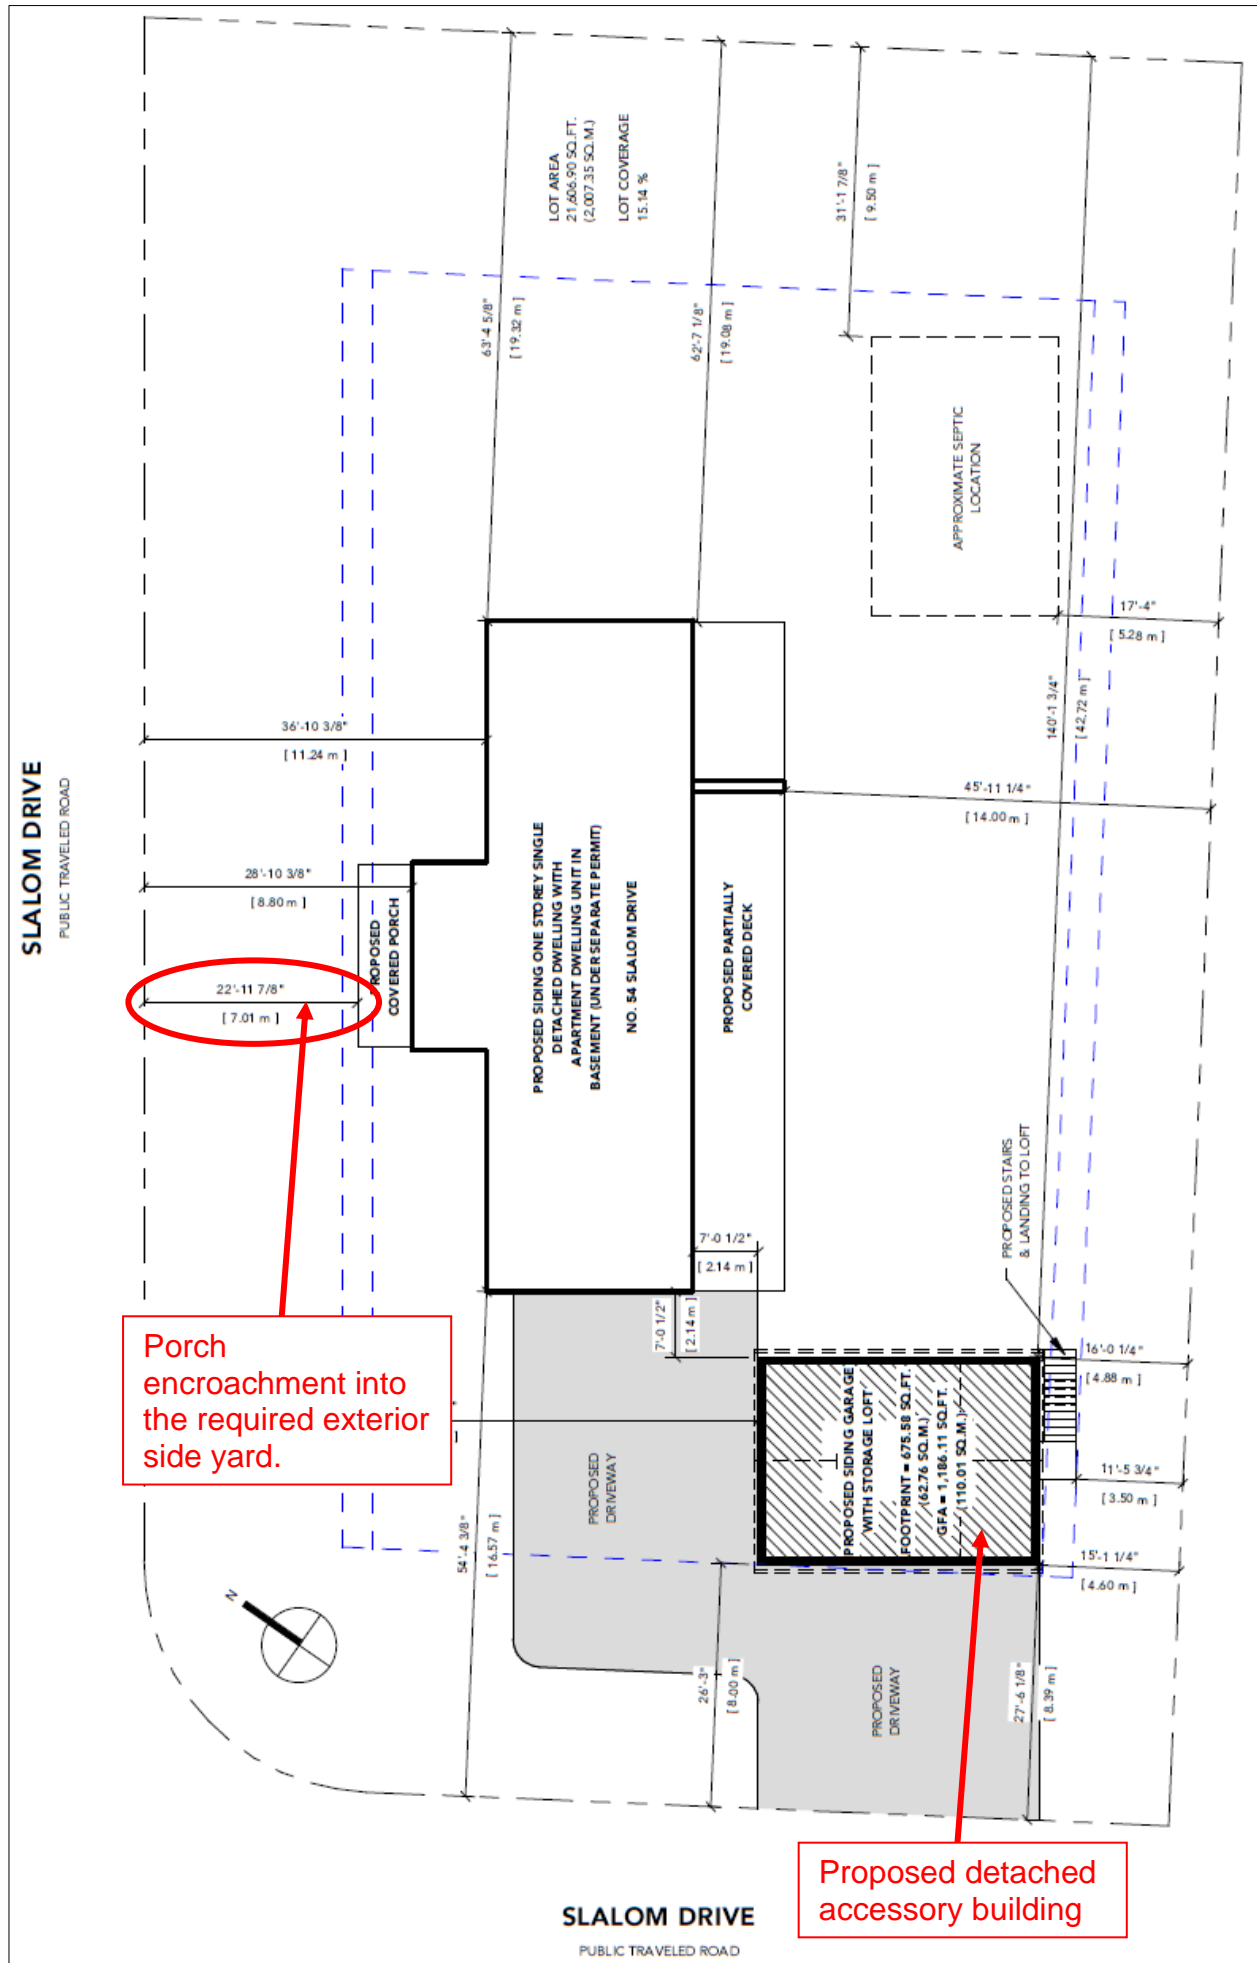 LOT AREA
21,606.90 SQ.FT.
(2,007.35 SQ.M.)
LOT COVERAGE
15.14 %
31'-1 7/8"
[ 9.50 m ]
63'-4 5/8"
[ 19.32 m ]
62'-7 1/8"
[ 19.08 m ]
APPROXIMATE SEPTIC
LOCATION
17'-4"
[ 5.28 m ]
140'-1 3/4"
[ 42.72 m ]
36'-10 3/8"
[ 11.24 m ]
45'-11 1/4"
[ 14.00 m ]
SLALOM DRIVE
PUBLIC TRAVELED ROAD
28'-10 3/8"
[ 8.80 m ]
22'-11 7/8"
[ 7.01 m ]
PROPOSED
COVERED PORCH
PROPOSED SIDING ONE STOREY SINGLE
DETACHED DWELLING WITH
APARTMENT DWELLING UNIT IN
BASEMENT (UNDER SEPARATE PERMIT)
NO. 54 SLALOM DRIVE
PROPOSED PARTIALLY
COVERED DECK
PROPOSED STAIRS
& LANDING TO LOFT
7'-0 1/2"
[ 2.14 m ]
7'-0 1/2"
[ 2.14 m ]
Porch
encroachment into
the required exterior
side yard.
16'-0 1/4"
[ 4.88 m ]
PROPOSED SIDING GARAGE
WITH STORAGE LOFT
FOOTPRINT = 675.58 SQ.FT.
(62.76 SQ.M.)
GFA = 1,186.11 SQ.FT.
(110.01 SQ.M.)
11'-5 3/4"
[ 3.50 m ]
15'-1 1/4"
[ 4.60 m ]
PROPOSED
DRIVEWAY
54'-4 3/8"
[ 16.57 m ]
N
26'-3"
[ 8.00 m ]
PROPOSED
DRIVEWAY
27'-6 1/8"
[ 8.39 m ]
Proposed detached
accessory building
SLALOM DRIVE
PUBLIC TRAVELED ROAD